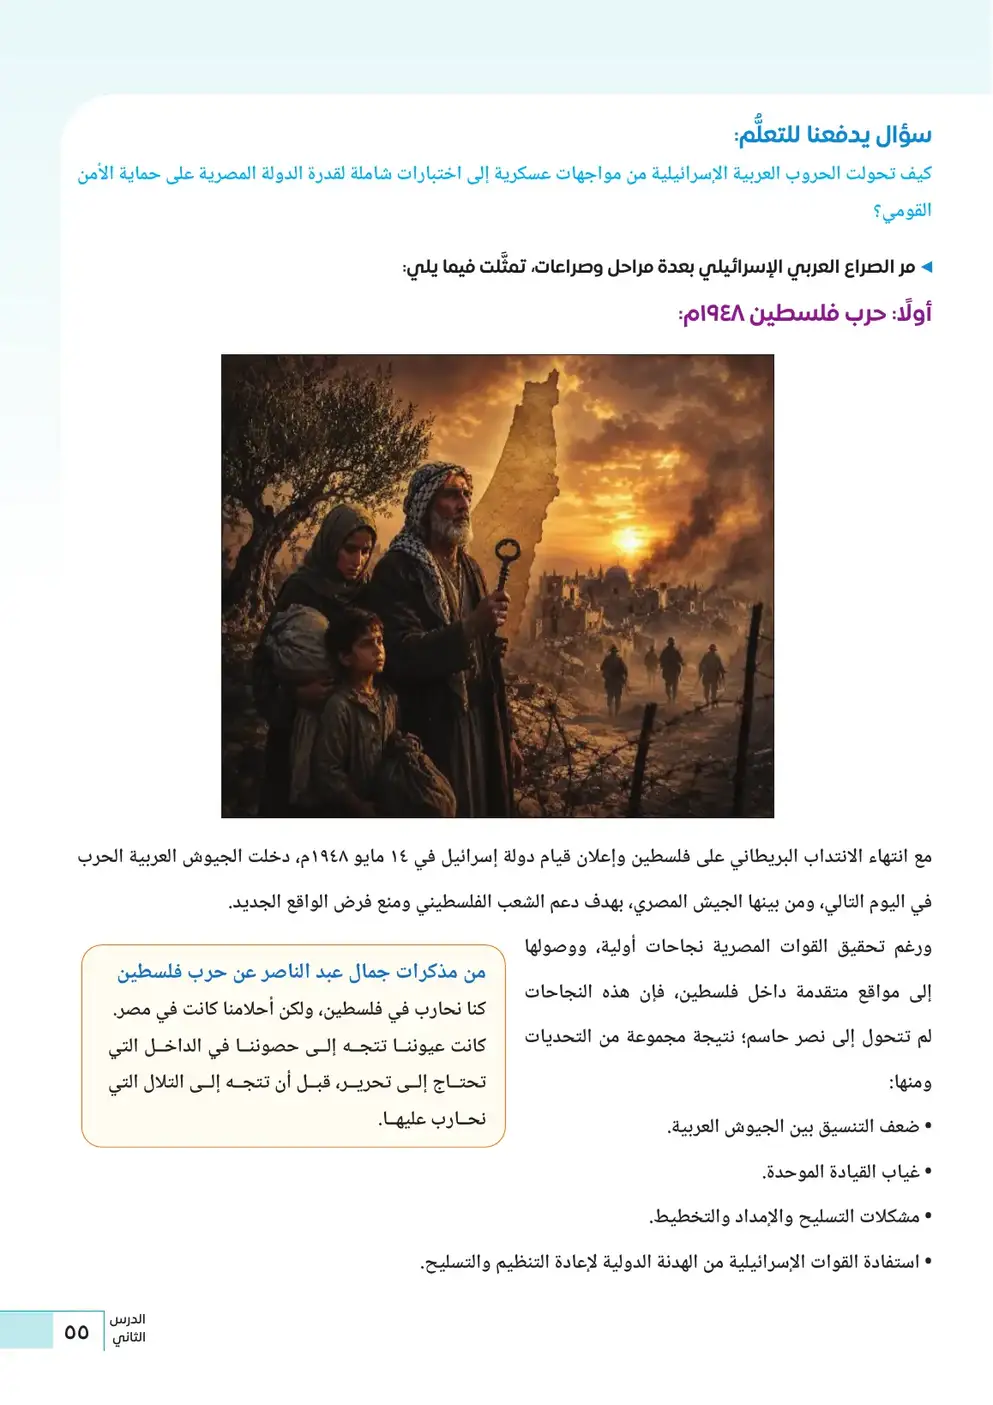 سؤال يدفعنا للتعلُّم:
كيف تحولت الحروب العربية الإسرائيلية من مواجهات عسكرية إلى اختبارات شاملة لقدرة الدولة المصرية على حماية الأمن
القومي؟
◀ مر الصراع العربي الإسرائيلي بعدة مراحل وصراعات، تمثَّلت فيما يلي:
أولًا: حرب فلسطين ١٩٤٨م:
مع انتهاء الانتداب البريطاني على فلسطين وإعلان قيام دولة إسرائيل في ١٤ مايو ١٩٤٨م، دخلت الجيوش العربية الحرب
في اليوم التالي، ومن بينها الجيش المصري، بهدف دعم الشعب الفلسطيني ومنع فرض الواقع الجديد.
ورغم تحقيق القوات المصرية نجاحات أولية، ووصولها
إلى مواقع متقدمة داخل فلسطين، فإن هذه النجاحات
لم تتحول إلى نصر حاسم؛ نتيجة مجموعة من التحديات
ومنها:
من مذكرات جمال عبد الناصر عن حرب فلسطين
كنا نحارب في فلسطين، ولكن أحلامنا كانت في مصر.
كانت عيوننا تتجه إلى حصوننا في الداخل التي
تحتاج إلى تحرير، قبل أن تتجه إلى التلال التي
نحارب عليها.
• ضعف التنسيق بين الجيوش العربية.
• غياب القيادة الموحدة.
• مشكلات التسليح والإمداد والتخطيط.
• استفادة القوات الإسرائيلية من الهدنة الدولية لإعادة التنظيم والتسليح.
الدرس
الثاني
٥٥